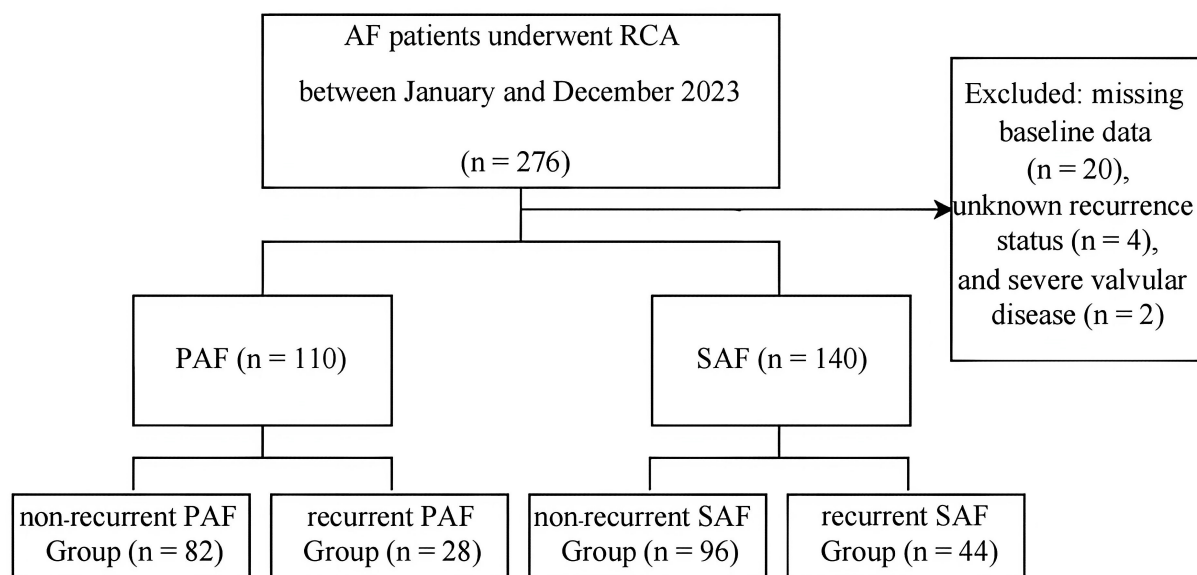 AF patients underwent RCA
between January and December 2023
(n = 276)
Excluded: missing
baseline data
(n = 20),
unknown recurrence
status (n = 4),
and severe valvular
disease (n = 2)
PAF (n = 110)
SAF (n = 140)
non-recurrent PAF
Group (n = 82)
recurrent PAF
Group (n = 28)
non-recurrent SAF
Group (n = 96)
recurrent SAF
Group (n = 44)